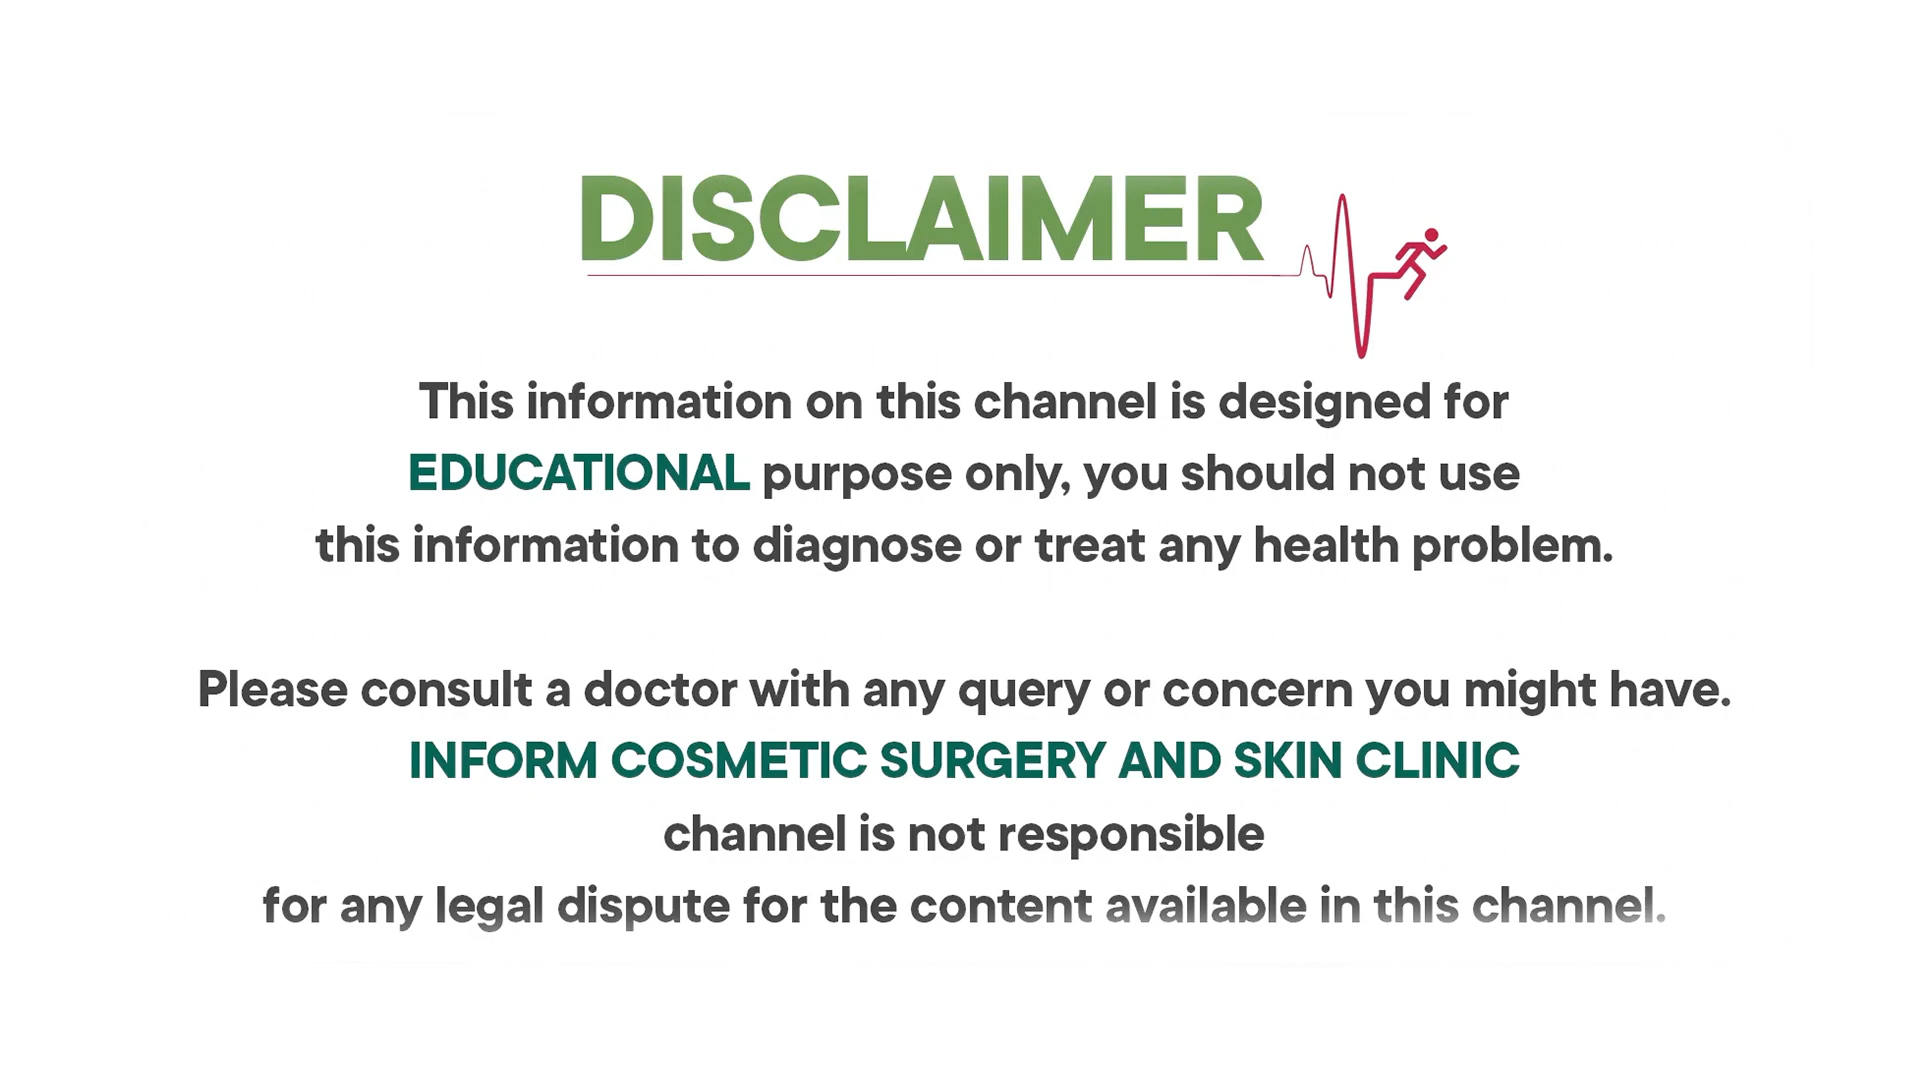 DISCLAIMER
This information on this channel is designed for
EDUCATIONAL purpose only, you should not use
this information to diagnose or treat any health problem.
Please consult a doctor with any query or concern you might have.
INFORM COSMETIC SURGERY AND SKIN CLINIC
channel is not responsible
for any legal dispute for the content available in this channel.